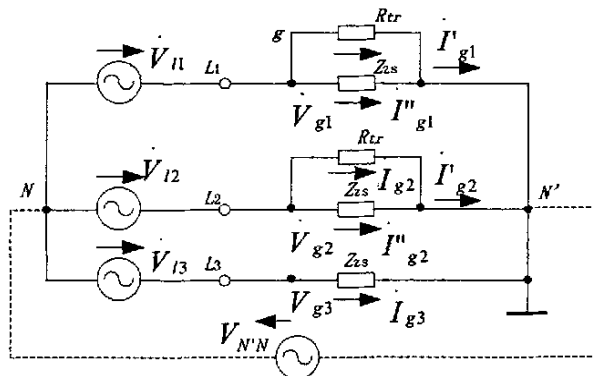 g Rtr İ'g1
V̇l1 L1 Z2s
V̇g1 İ''g1
Rtr
N V̇l2 L2 İg2 İ'g2 N'
Z2s
V̇g2 İ''g2
V̇l3 L3 Z2s
V̇g3 İg3
V̇N'N